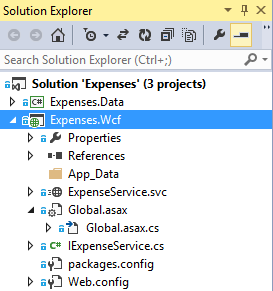 Solution Explorer
Search Solution Explorer (Ctrl+;)
Solution 'Expenses' (3 projects)
C# Expenses.Data
Expenses.Wcf
Properties
References
App_Data
ExpenseService.svc
Global.asax
Global.asax.cs
C# IExpenseService.cs
packages.config
Web.config